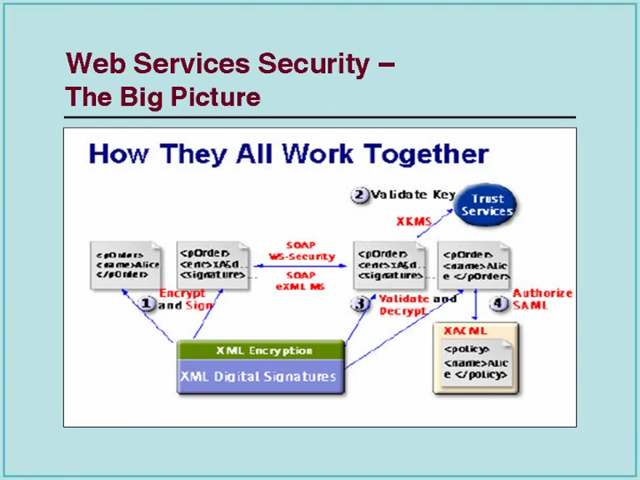 Web Services Security –
The Big Picture
How They All Work Together
2 Validate Key
Trust
Services
XKMS
<pOrder>
<name>Alice
</pOrder>
<pOrder>
<signature>
SOAP
WS-Security
SOAP
eXML MS
<pOrder>
<signature>
<pOrder>
<name>Alic
e </pOrder>
1 Encrypt
and Sign
3 Validate and
Decrypt
4 Authorize
SAML
XACML
<policy>
<name>Alic
e </policy>
XML Encryption
XML Digital Signatures